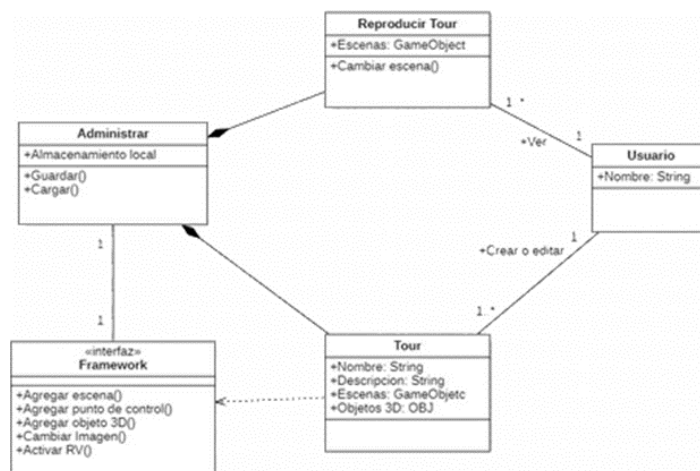 Reproducir Tour
+Escenas: GameObject
+Cambiar escena()
1..*
1
+Ver
Administrar
+Almacenamiento local
+Guardar()
+Cargar()
Usuario
+Nombre: String
1
1
1
+Crear o editar
1..*
«interfaz»
Framework
+Agregar escena()
+Agregar punto de control()
+Agregar objeto 3D()
+Cambiar Imagen()
+Activar RV()
Tour
+Nombre: String
+Descripcion: String
+Escenas: GameObjetc
+Objetos 3D: OBJ